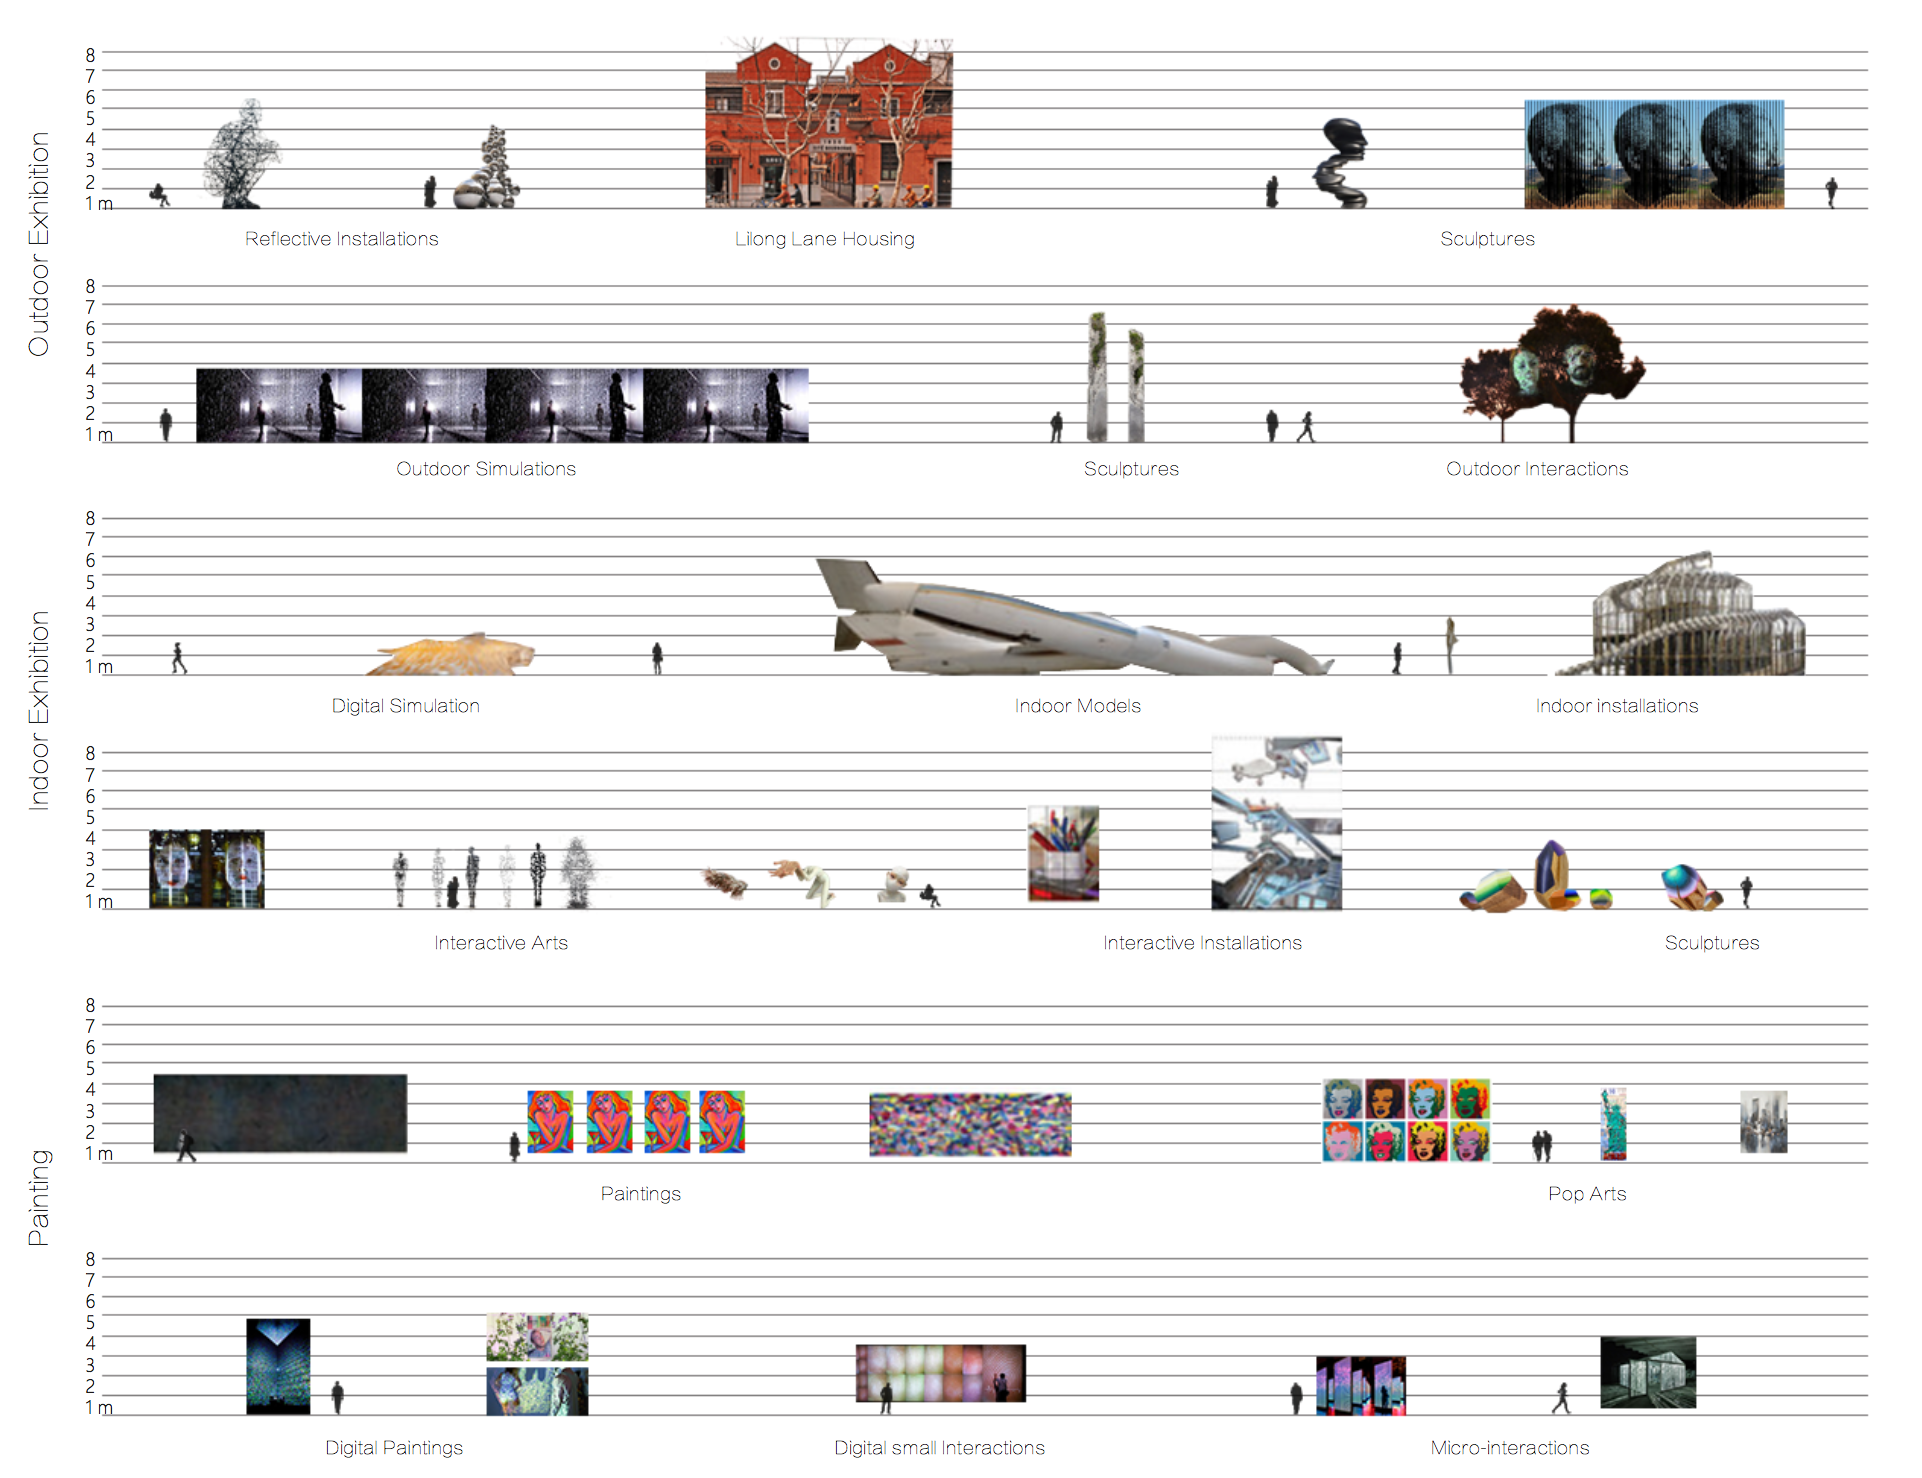 Outdoor Exhibition
8
7
6
5
4
3
2
1 m
Reflective Installations
Lilong Lane Housing
Sculptures
8
7
6
5
4
3
2
1 m
Outdoor Simulations
Sculptures
Outdoor Interactions
Indoor Exhibition
8
7
6
5
4
3
2
1 m
Digital Simulation
Indoor Models
Indoor installations
8
7
6
5
4
3
2
1 m
Interactive Arts
Interactive Installations
Sculptures
Painting
8
7
6
5
4
3
2
1 m
Paintings
Pop Arts
8
7
6
5
4
3
2
1 m
Digital Paintings
Digital small Interactions
Micro-interactions